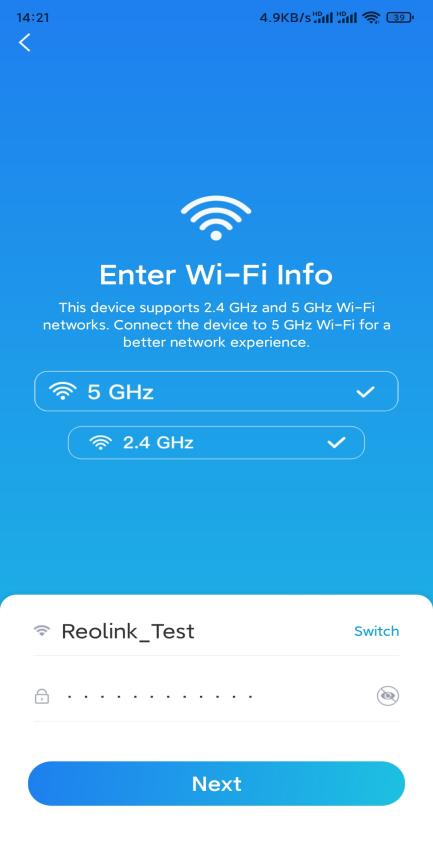 14:21
4.9KB/s HD HD 39
Enter Wi-Fi Info
This device supports 2.4 GHz and 5 GHz Wi-Fi
networks. Connect the device to 5 GHz Wi-Fi for a
better network experience.
5 GHz
2.4 GHz
Reolink_Test
Switch
············
Next